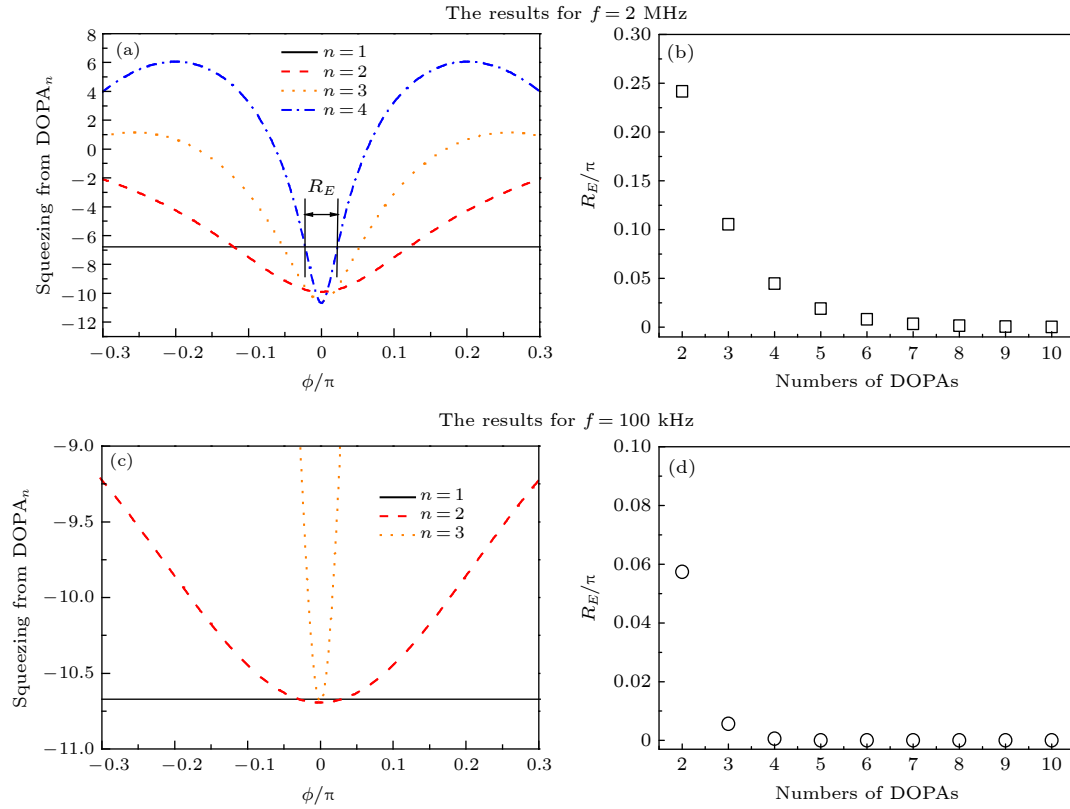 The results for f = 2 MHz
(a)
n = 1
n = 2
n = 3
n = 4
R_E
Squeezing from DOPA_n
8
6
4
2
0
−2
−4
−6
−8
−10
−12
−0.3
−0.2
−0.1
0
0.1
0.2
0.3
ϕ/π
(b)
R_E/π
0.30
0.25
0.20
0.15
0.10
0.05
0
2
3
4
5
6
7
8
9
10
Numbers of DOPAs
The results for f = 100 kHz
(c)
n = 1
n = 2
n = 3
Squeezing from DOPA_n
−9.0
−9.5
−10.0
−10.5
−11.0
−0.3
−0.2
−0.1
0
0.1
0.2
0.3
ϕ/π
(d)
R_E/π
0.10
0.08
0.06
0.04
0.02
0
2
3
4
5
6
7
8
9
10
Numbers of DOPAs